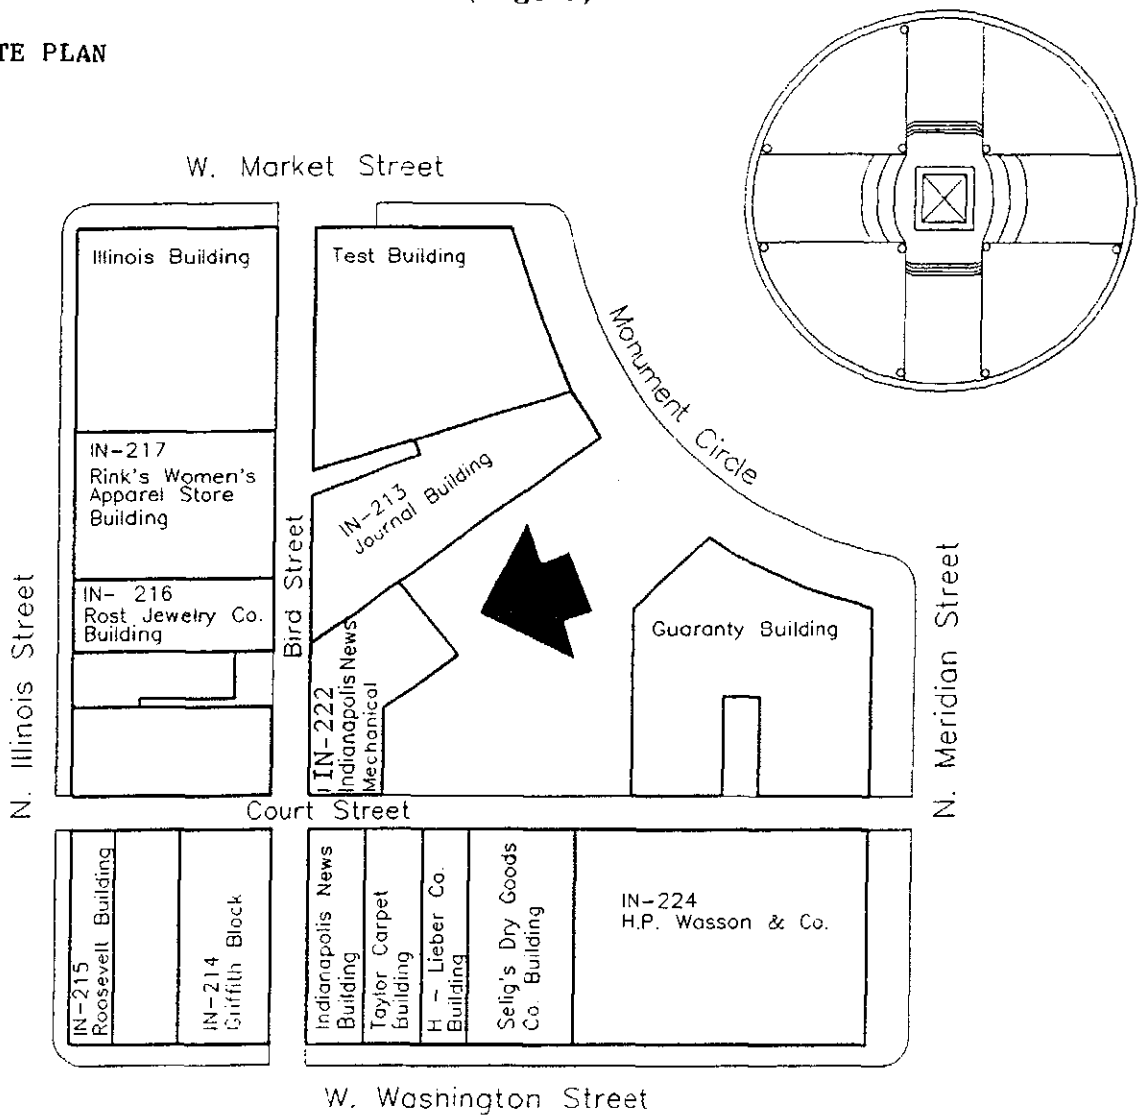 TE PLAN
W. Market Street
Illinois Building
Test Building
Monument Circle
IN-217
Rink's Women's
Apparel Store
Building
IN-213
Journal Building
IN- 216
Rost Jewelry Co.
Building
Bird Street
N. Illinois Street
IN-222
Indianapolis News
Mechanical
Guaranty Building
N. Meridian Street
Court Street
IN-215
Roosevelt Building
IN-214
Griffith Block
Indianapolis News
Building
Taylor Carpet
Building
H - Lieber Co.
Building
Selig's Dry Goods
Co. Building
IN-224
H.P. Wasson & Co.
W. Washington Street